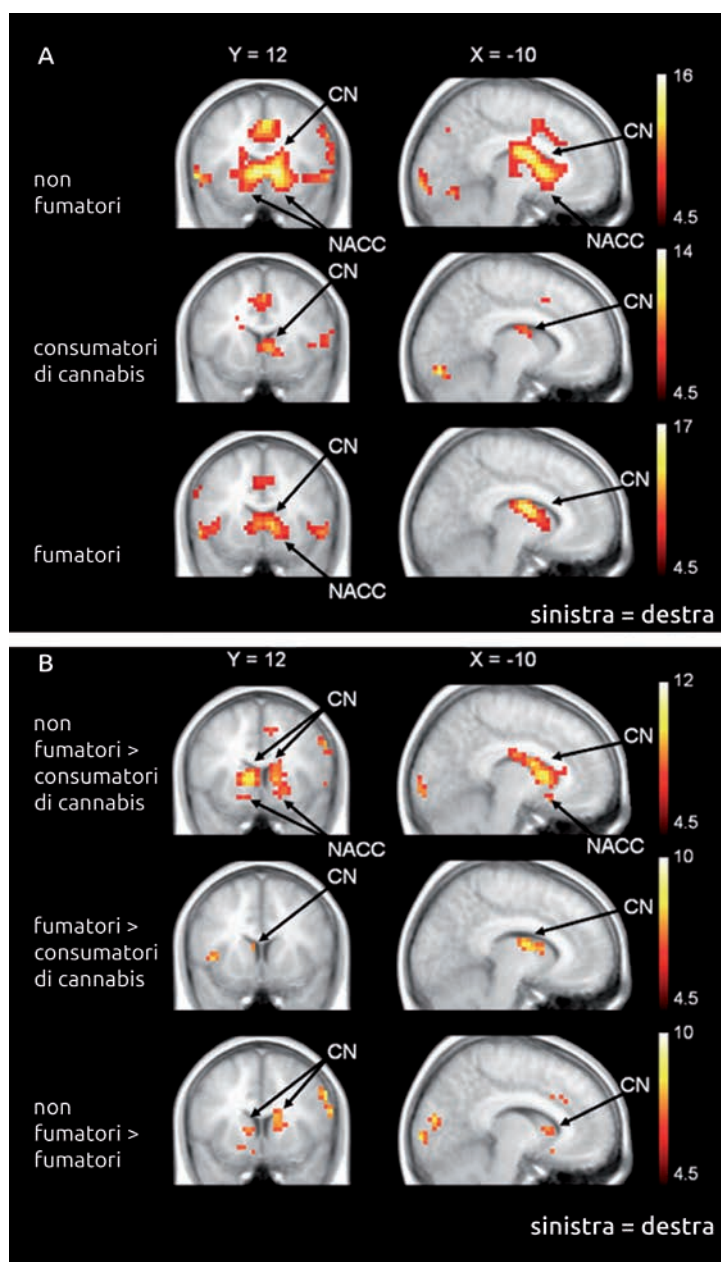 A
Y = 12
X = -10
CN
16
CN
non
fumatori
4.5
NACC
NACC
CN
14
CN
consumatori
di cannabis
4.5
CN
17
CN
fumatori
NACC
4.5
sinistra = destra
B
Y = 12
X = -10
CN
12
non
fumatori >
consumatori
di cannabis
CN
4.5
NACC
NACC
CN
10
CN
fumatori >
consumatori
di cannabis
4.5
CN
10
CN
non
fumatori >
fumatori
4.5
sinistra = destra